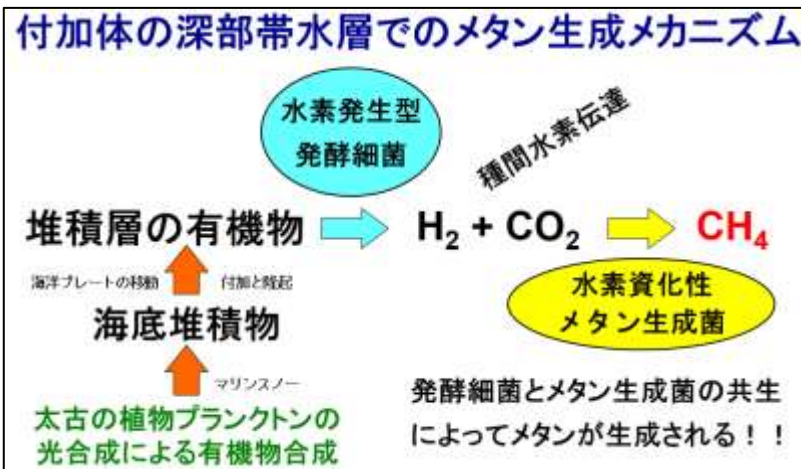 付加体の深部帯水層でのメタン生成メカニズム
水素発生型
発酵細菌
種間水素伝達
堆積層の有機物
H₂ + CO₂
CH₄
海洋プレートの移動
付加と隆起
水素資化性
メタン生成菌
海底堆積物
マリンスノー
太古の植物プランクトンの
光合成による有機物合成
発酵細菌とメタン生成菌の共生
によってメタンが生成される！！